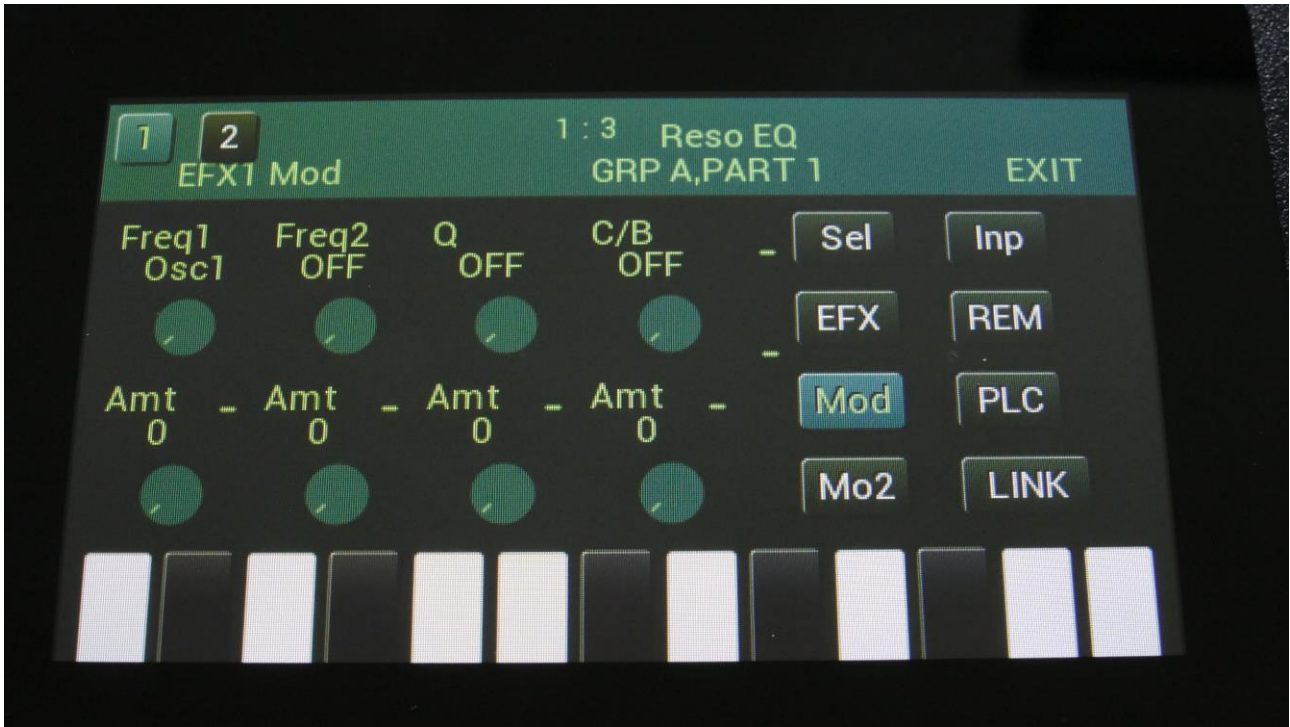 1 2 1 : 3 Reso EQ
EFX1 Mod GRP A,PART 1 EXIT
Freq1 Freq2 Q C/B - Sel Inp
Osc1 OFF OFF OFF
- EFX REM
Amt - Amt - Amt - Amt - Mod PLC
0 0 0 0
Mo2 LINK